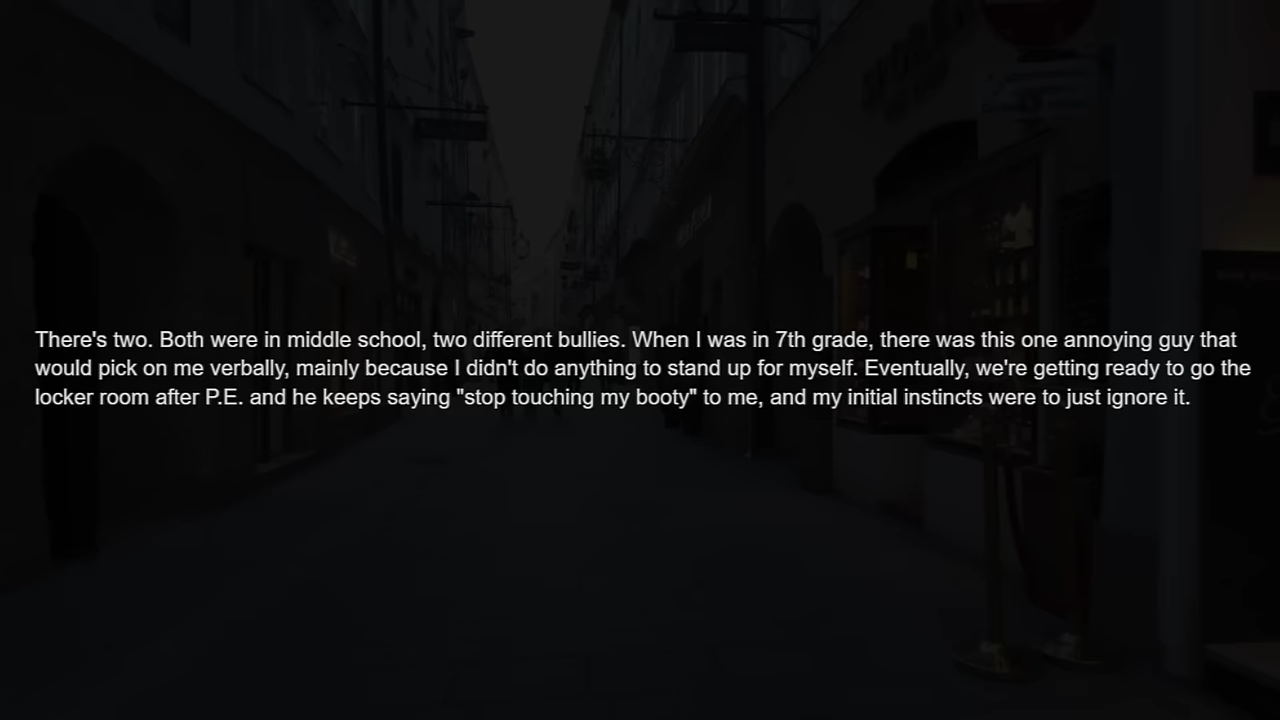 There's two. Both were in middle school, two different bullies. When I was in 7th grade, there was this one annoying guy that
would pick on me verbally, mainly because I didn't do anything to stand up for myself. Eventually, we're getting ready to go the
locker room after P.E. and he keeps saying "stop touching my booty" to me, and my initial instincts were to just ignore it.